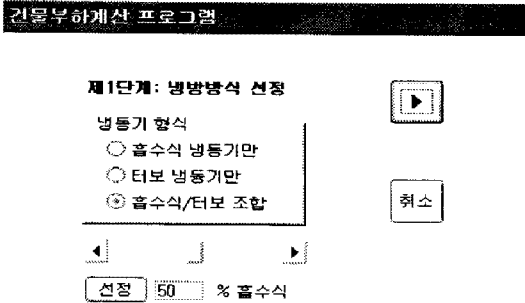 건물부하계산 프로그램
제1단계: 냉방방식 선정
냉동기 형식
흡수식 냉동기만
터보 냉동기만
흡수식/터보 조합
취소
선정 50 % 흡수식